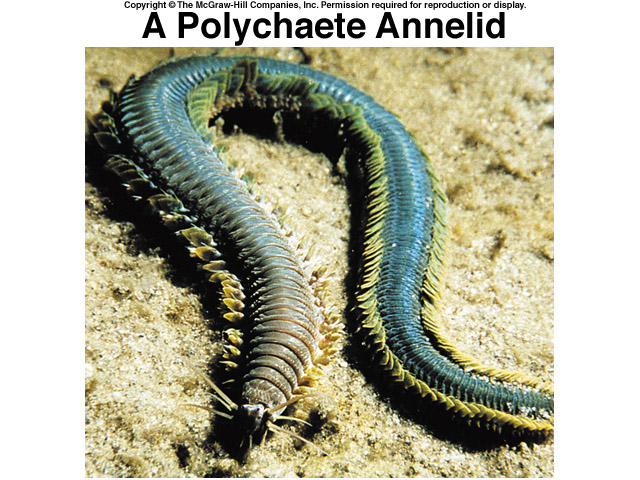 Copyright © The McGraw-Hill Companies, Inc. Permission required for reproduction or display.
A Polychaete Annelid